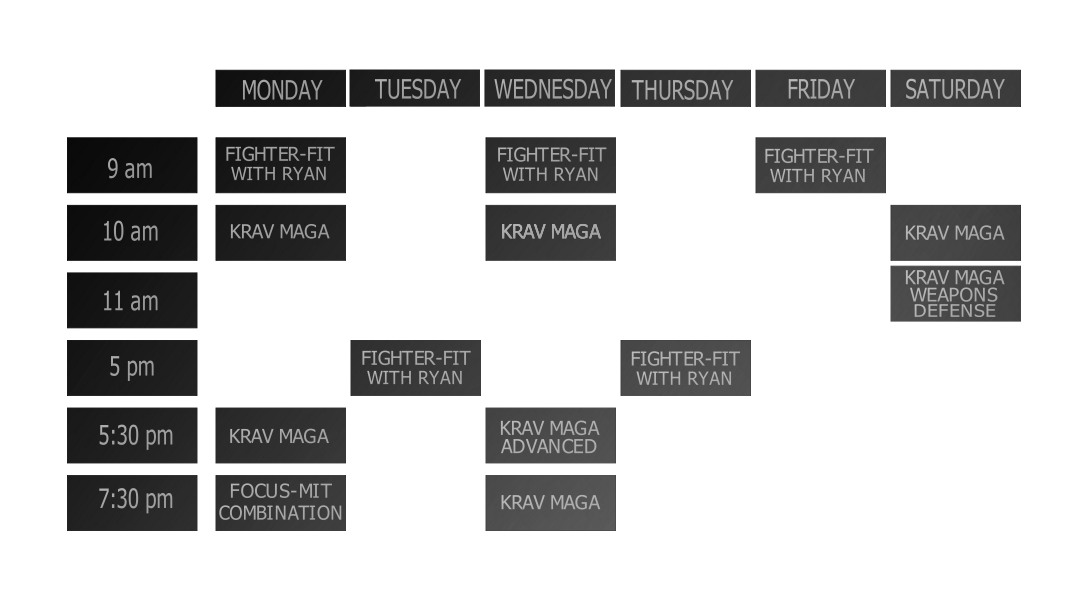 MONDAY TUESDAY WEDNESDAY THURSDAY FRIDAY SATURDAY
9 am
FIGHTER-FIT
WITH RYAN
FIGHTER-FIT
WITH RYAN
FIGHTER-FIT
WITH RYAN
10 am
KRAV MAGA
KRAV MAGA
KRAV MAGA
11 am
KRAV MAGA
WEAPONS
DEFENSE
5 pm
FIGHTER-FIT
WITH RYAN
FIGHTER-FIT
WITH RYAN
5:30 pm
KRAV MAGA
KRAV MAGA
ADVANCED
7:30 pm
FOCUS-MIT
COMBINATION
KRAV MAGA